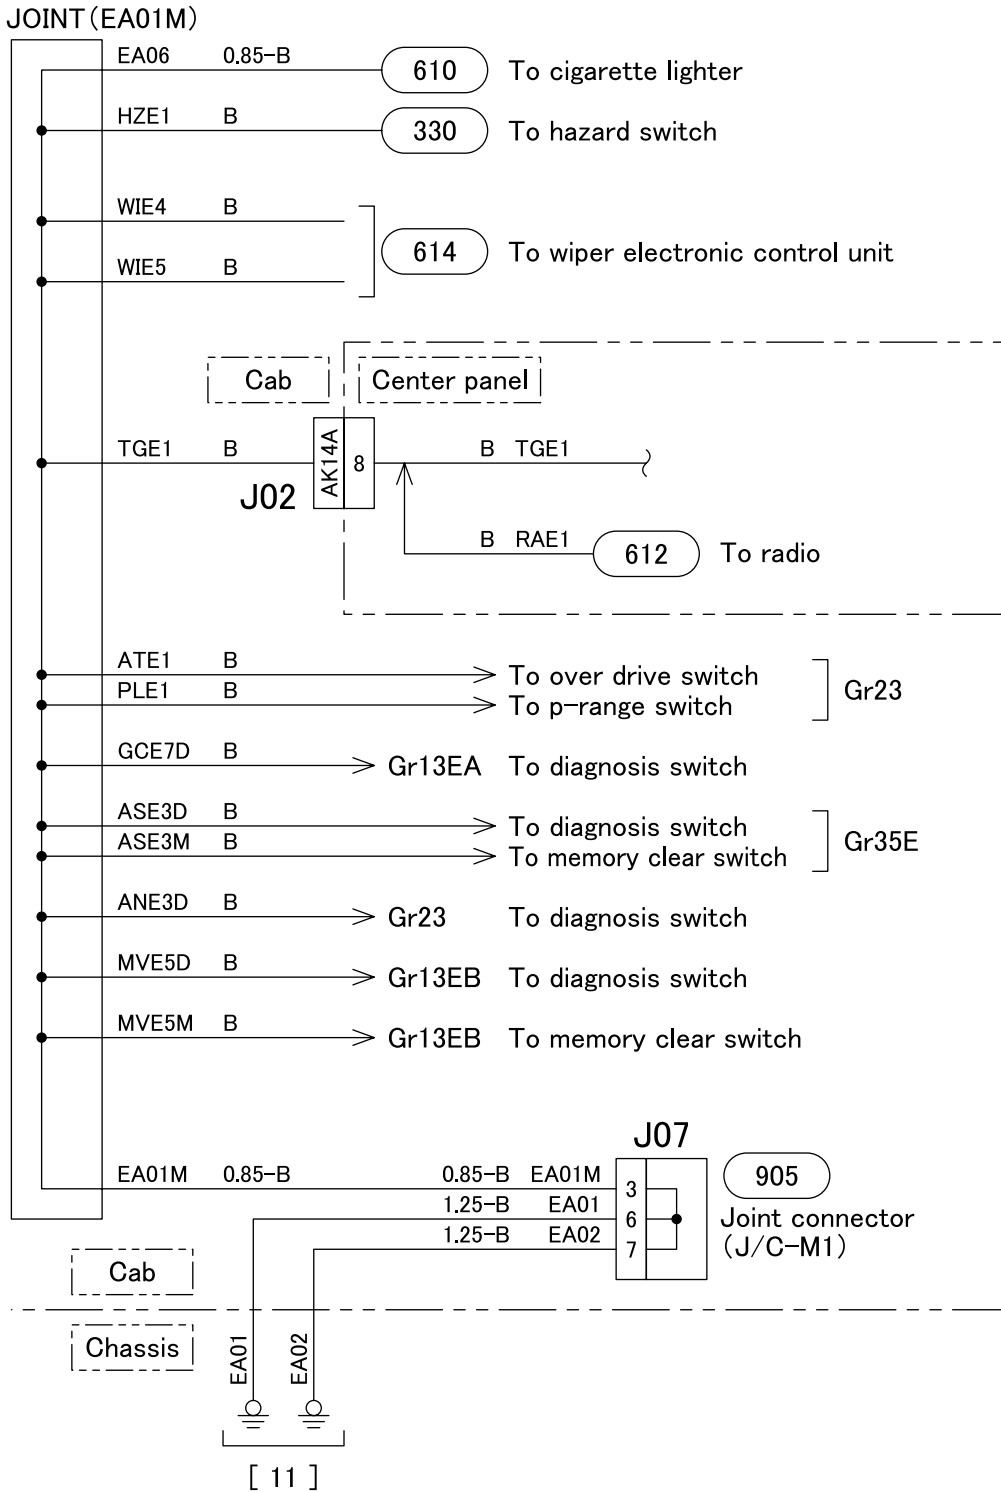 JOINT(EA01M)
EA06 0.85-B 610 To cigarette lighter
HZE1 B 330 To hazard switch
WIE4 B
614 To wiper electronic control unit
WIE5 B
Cab Center panel
TGE1 B AK14A 8 B TGE1
J02
B RAE1 612 To radio
ATE1 B To over drive switch
PLE1 B To p-range switch
Gr23
GCE7D B Gr13EA To diagnosis switch
ASE3D B To diagnosis switch
ASE3M B To memory clear switch
Gr35E
ANE3D B Gr23 To diagnosis switch
MVE5D B Gr13EB To diagnosis switch
MVE5M B Gr13EB To memory clear switch
J07
EA01M 0.85-B 0.85-B EA01M 3 905
1.25-B EA01 6 Joint connector
1.25-B EA02 7 (J/C-M1)
Cab
Chassis
EA01 EA02
[ 11 ]